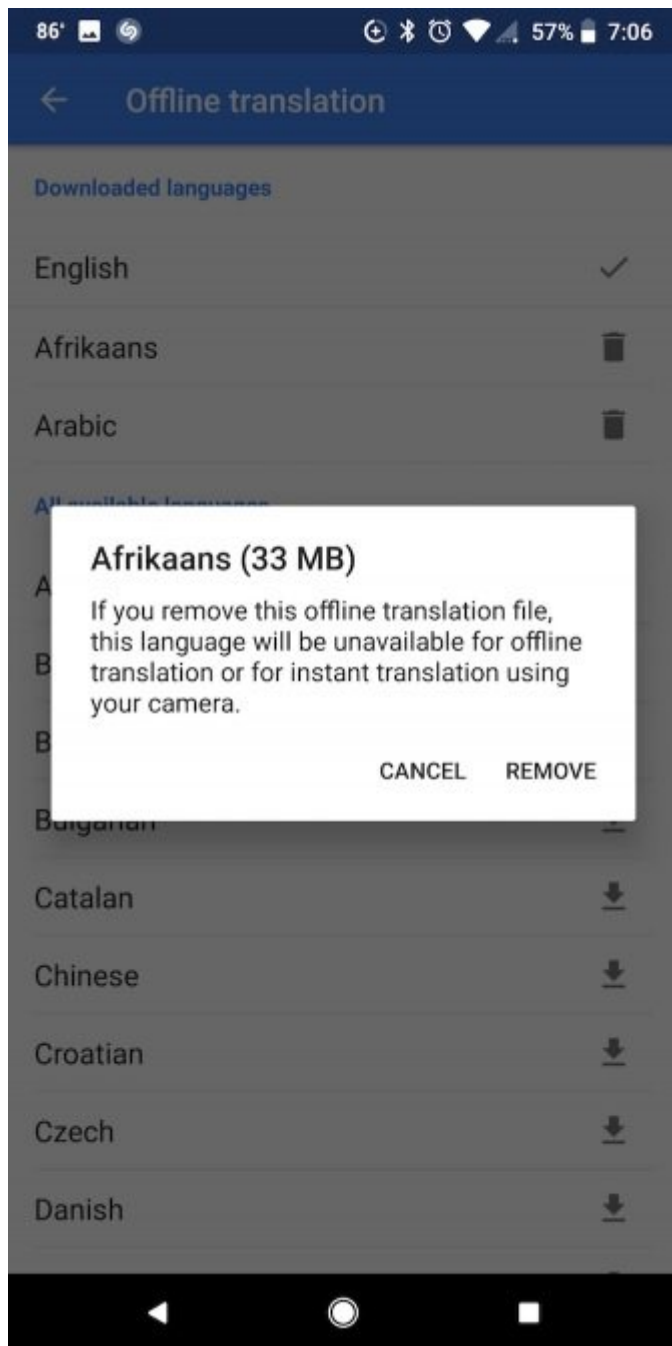 86° 57% 7:06
Offline translation
Downloaded languages
English
Afrikaans
Arabic
Afrikaans (33 MB)
If you remove this offline translation file,
this language will be unavailable for offline
translation or for instant translation using
your camera.
CANCEL REMOVE
Bulgarian
Catalan
Chinese
Croatian
Czech
Danish